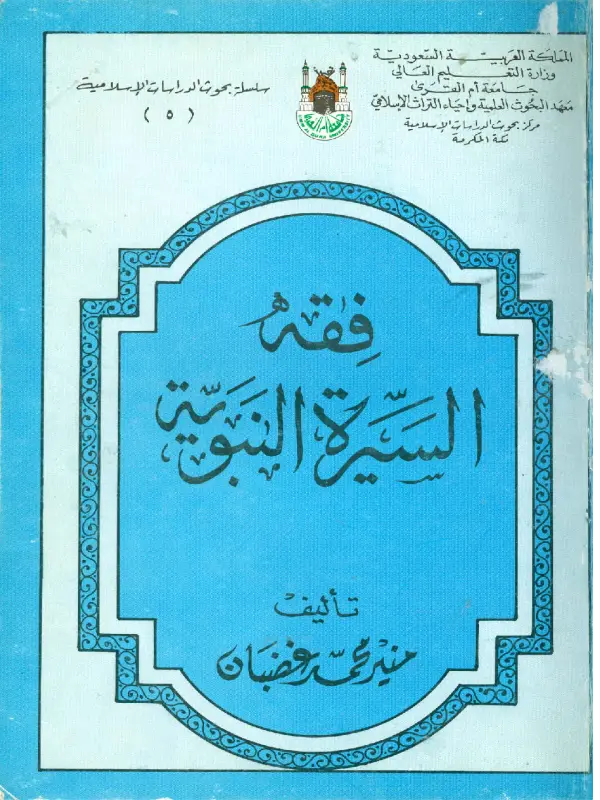 المملكة العربية السعودية
وزارة التعليم العالي
جامعة أم القرى
معهد البحوث العلمية وإحياء التراث الإسلامي
مركز بحوث الدراسات الإسلامية
مكة المكرمة
سلسلة بحوث الدراسات الإسلامية
( ٥ )
فقه
السيرة النبوية
تأليف
منير محمد غضبان